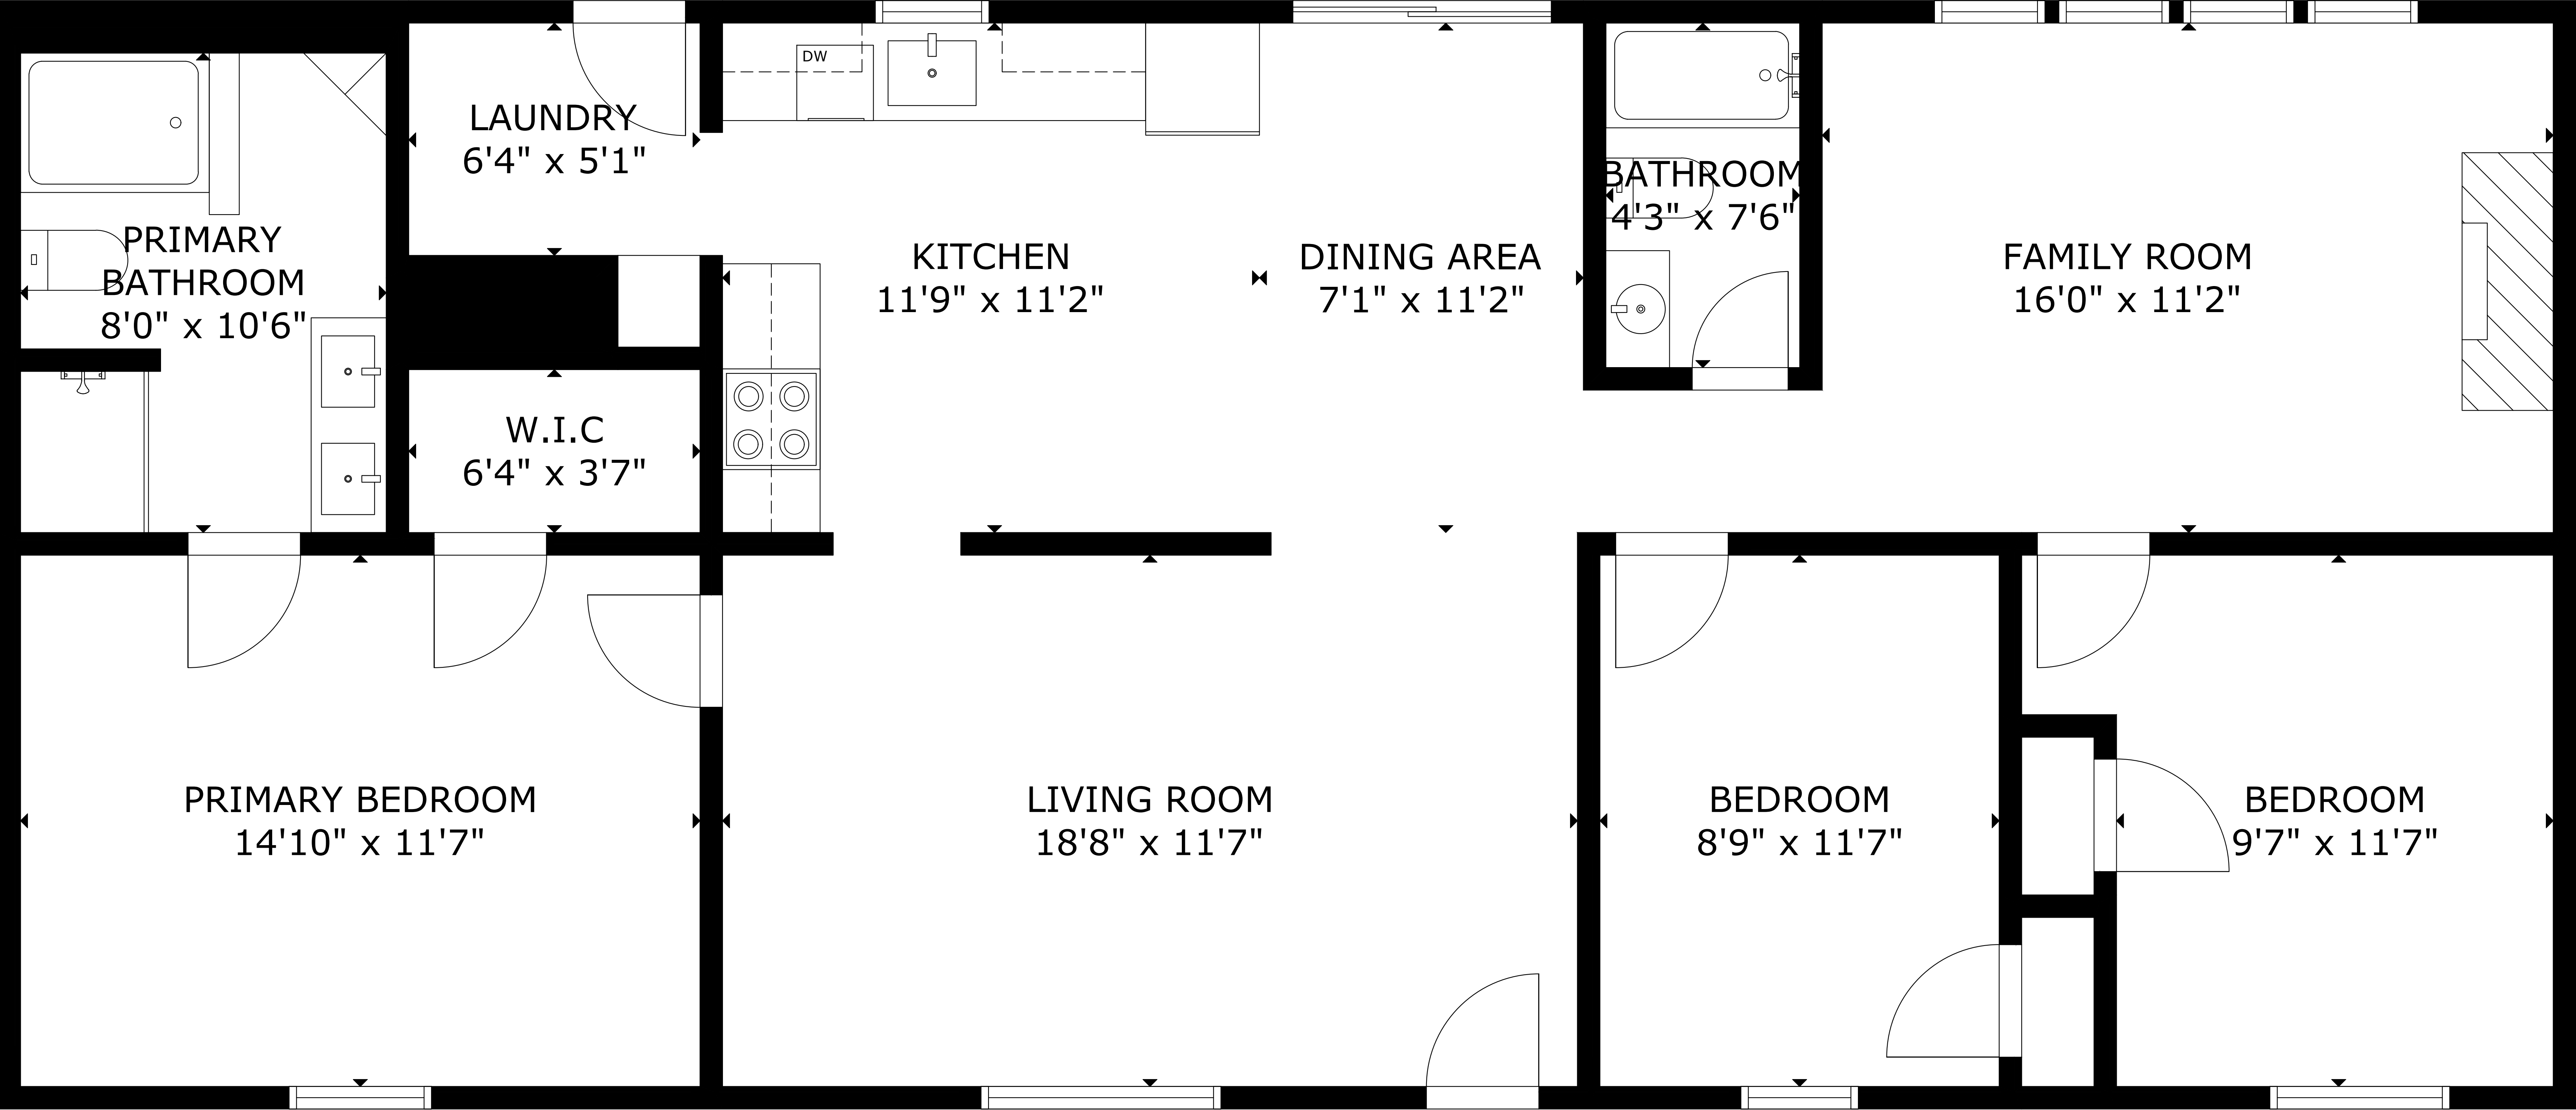 DW
LAUNDRY
6'4" x 5'1"
BATHROOM
4'3" x 7'6"
PRIMARY
BATHROOM
8'0" x 10'6"
KITCHEN
11'9" x 11'2"
DINING AREA
7'1" x 11'2"
FAMILY ROOM
16'0" x 11'2"
W.I.C
6'4" x 3'7"
PRIMARY BEDROOM
14'10" x 11'7"
LIVING ROOM
18'8" x 11'7"
BEDROOM
8'9" x 11'7"
BEDROOM
9'7" x 11'7"